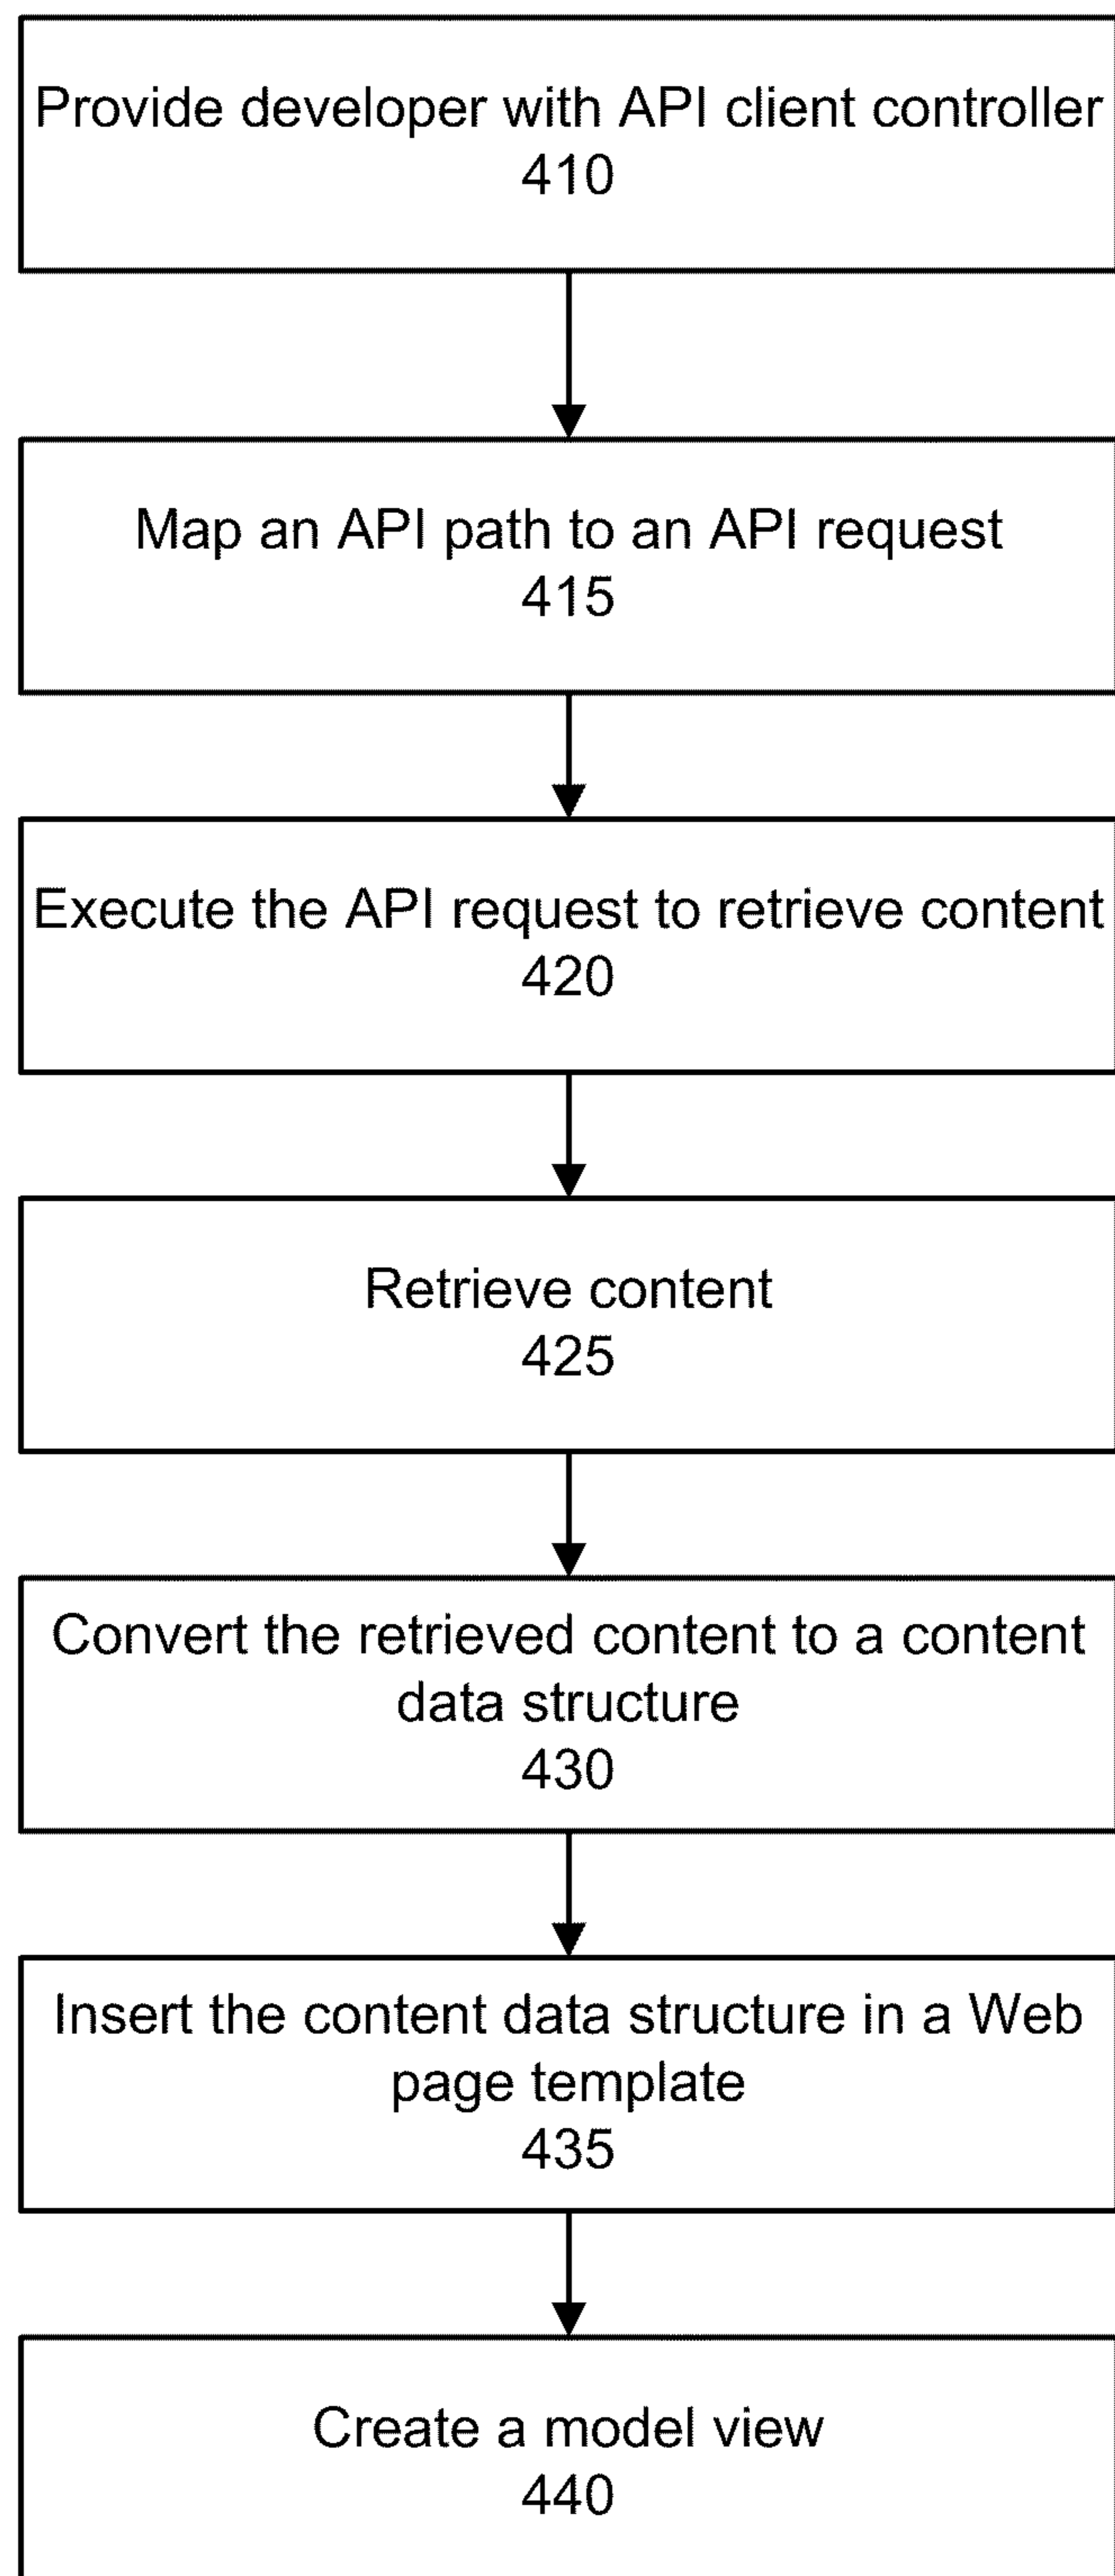 Provide developer with API client controller
410
Map an API path to an API request
415
Execute the API request to retrieve content
420
Retrieve content
425
Convert the retrieved content to a content
data structure
430
Insert the content data structure in a Web
page template
435
Create a model view
440